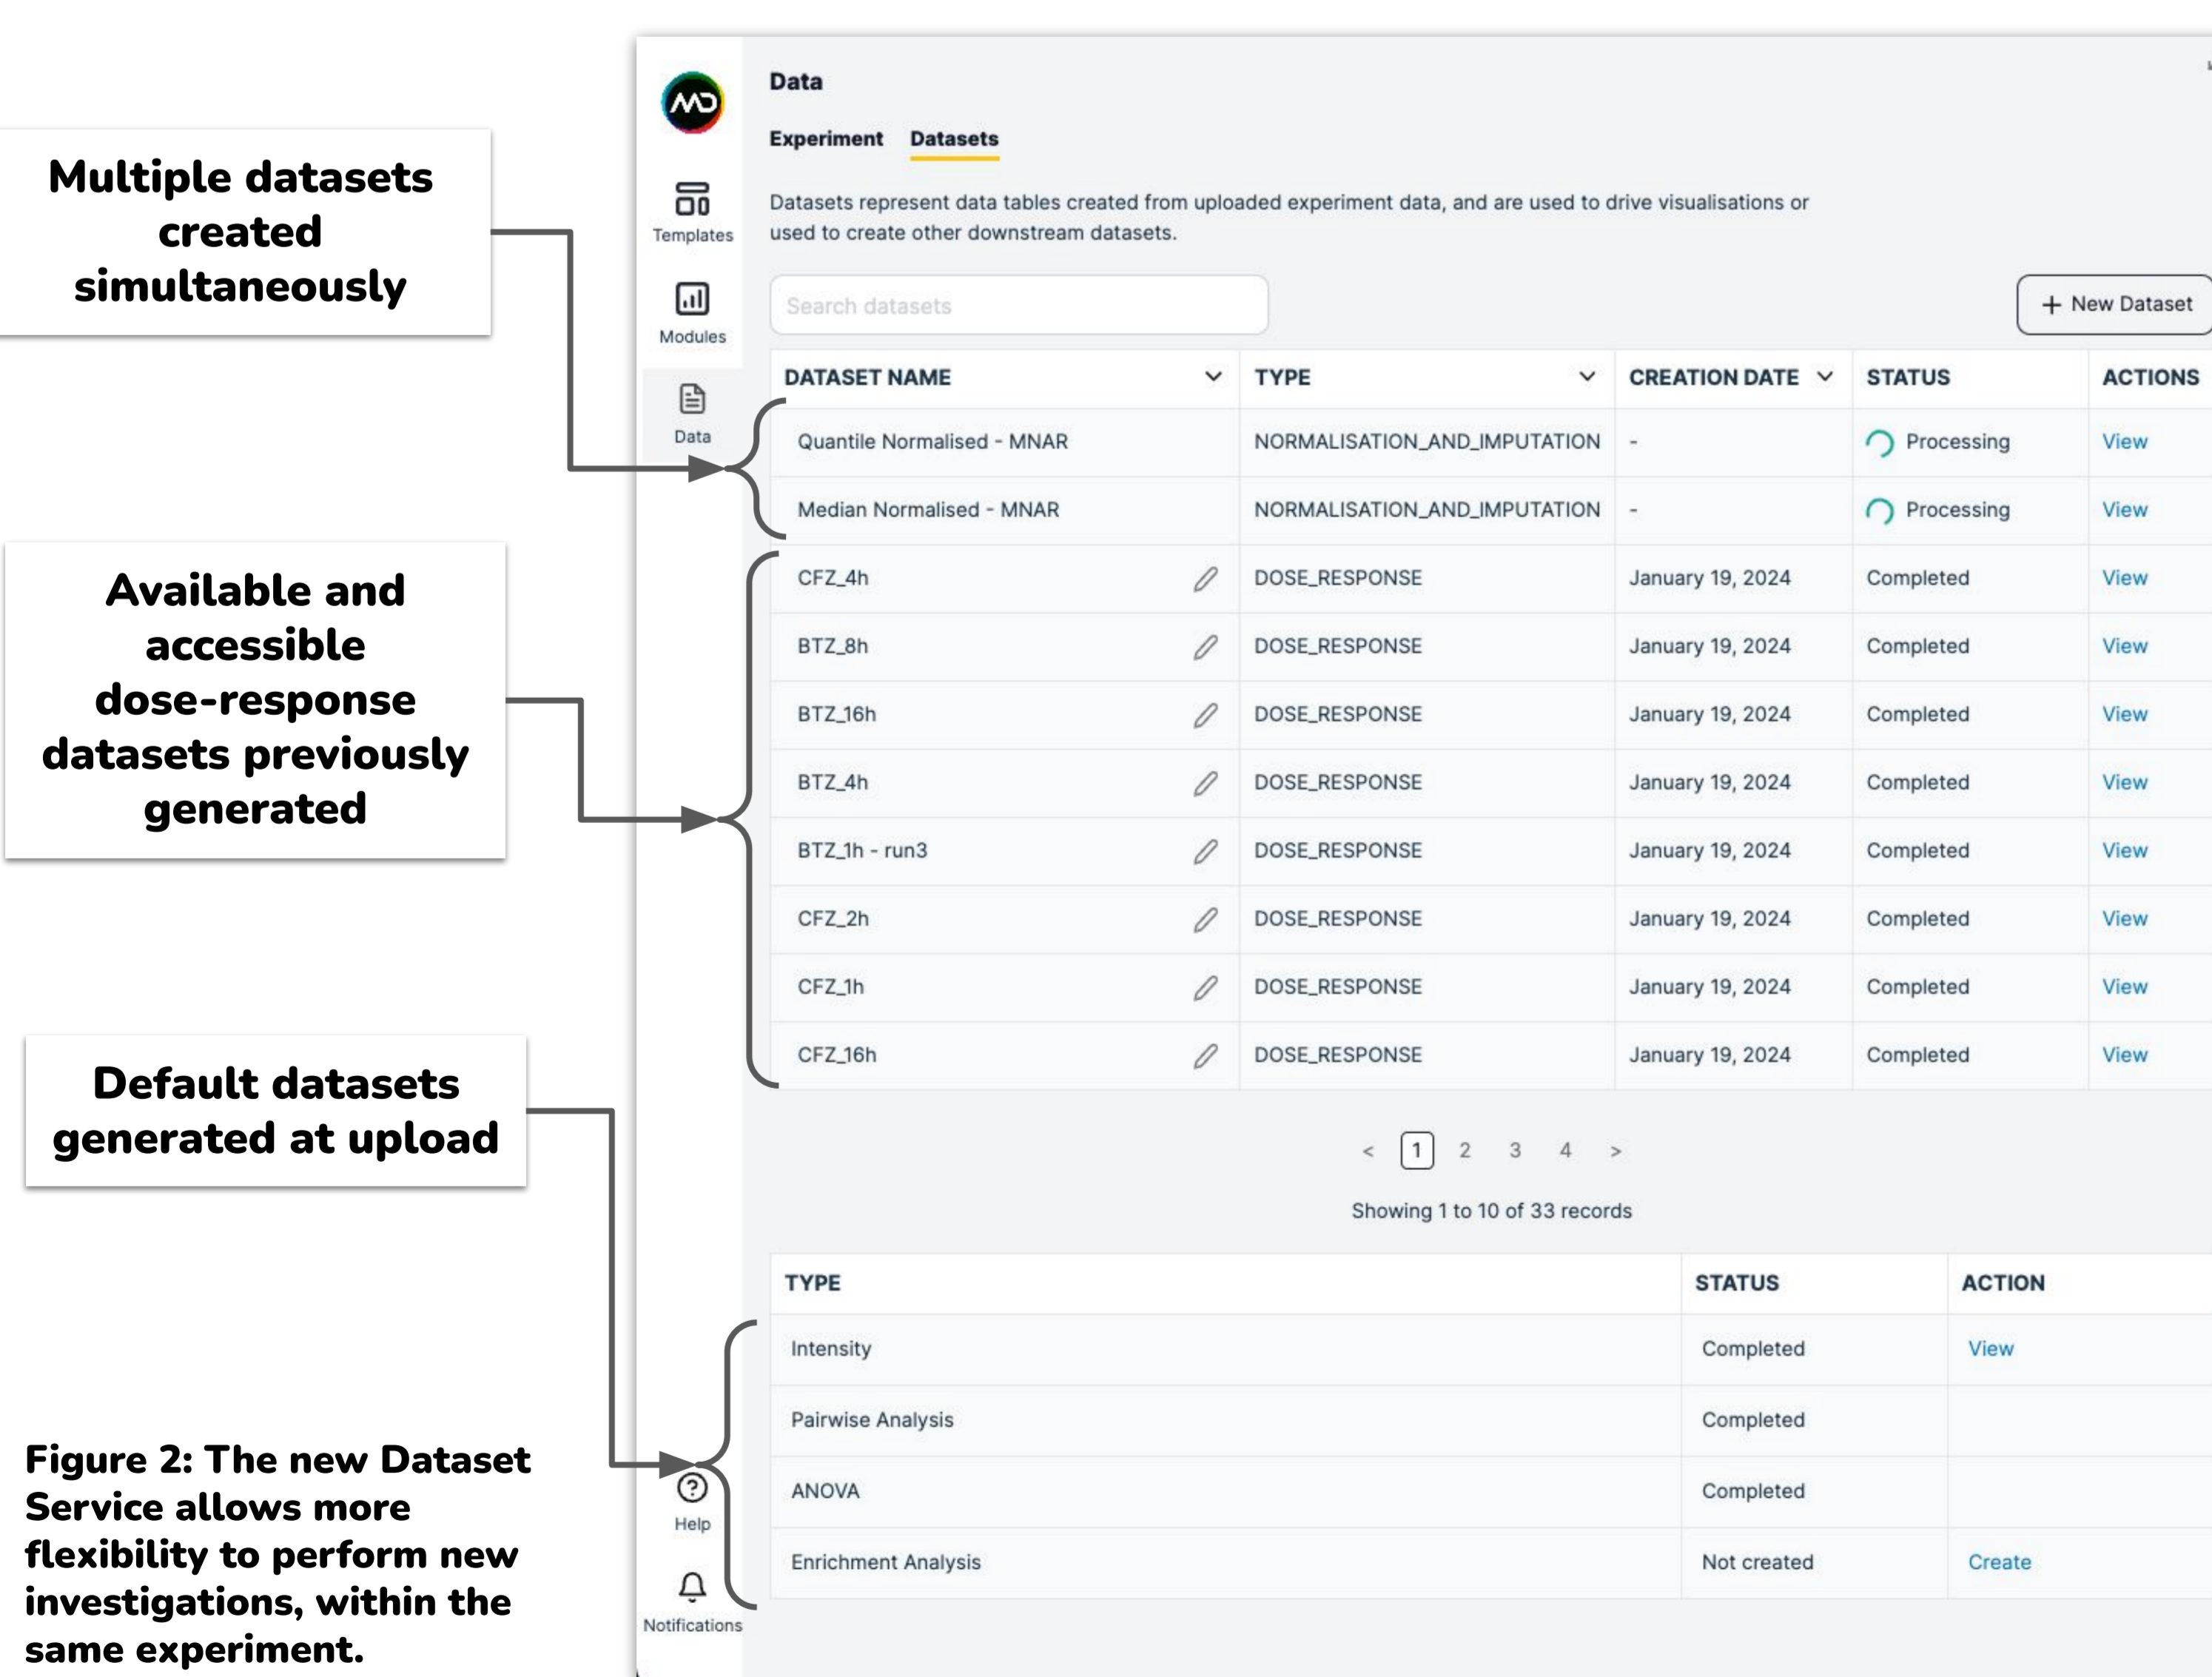 Multiple datasets
created
simultaneously
Available and
accessible
dose-response
datasets previously
generated
Default datasets
generated at upload
Figure 2: The new Dataset
Service allows more
flexibility to perform new
investigations, within the
same experiment.
MD
Templates
Modules
Data
Help
Notifications
Data
Experiment Datasets
Datasets represent data tables created from uploaded experiment data, and are used to drive visualisations or
used to create other downstream datasets.
Search datasets
+ New Dataset
DATASET NAME TYPE CREATION DATE STATUS ACTIONS
Quantile Normalised - MNAR NORMALISATION_AND_IMPUTATION - Processing View
Median Normalised - MNAR NORMALISATION_AND_IMPUTATION - Processing View
CFZ_4h DOSE_RESPONSE January 19, 2024 Completed View
BTZ_8h DOSE_RESPONSE January 19, 2024 Completed View
BTZ_16h DOSE_RESPONSE January 19, 2024 Completed View
BTZ_4h DOSE_RESPONSE January 19, 2024 Completed View
BTZ_1h - run3 DOSE_RESPONSE January 19, 2024 Completed View
CFZ_2h DOSE_RESPONSE January 19, 2024 Completed View
CFZ_1h DOSE_RESPONSE January 19, 2024 Completed View
CFZ_16h DOSE_RESPONSE January 19, 2024 Completed View
< 1 2 3 4 >
Showing 1 to 10 of 33 records
TYPE STATUS ACTION
Intensity Completed View
Pairwise Analysis Completed
ANOVA Completed
Enrichment Analysis Not created Create